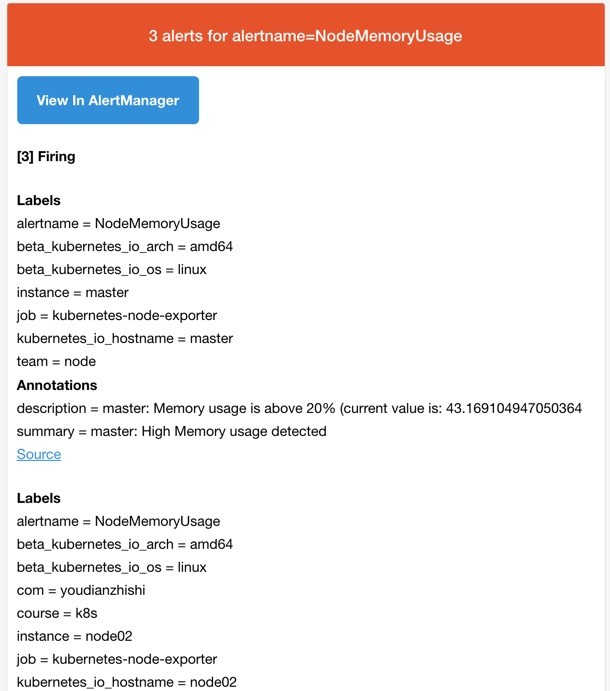 3 alerts for alertname=NodeMemoryUsage
View In AlertManager
[3] Firing
Labels
alertname = NodeMemoryUsage
beta_kubernetes_io_arch = amd64
beta_kubernetes_io_os = linux
instance = master
job = kubernetes-node-exporter
kubernetes_io_hostname = master
team = node
Annotations
description = master: Memory usage is above 20% (current value is: 43.169104947050364
summary = master: High Memory usage detected
Source
Labels
alertname = NodeMemoryUsage
beta_kubernetes_io_arch = amd64
beta_kubernetes_io_os = linux
com = youdianzhishi
course = k8s
instance = node02
job = kubernetes-node-exporter
kubernetes_io_hostname = node02